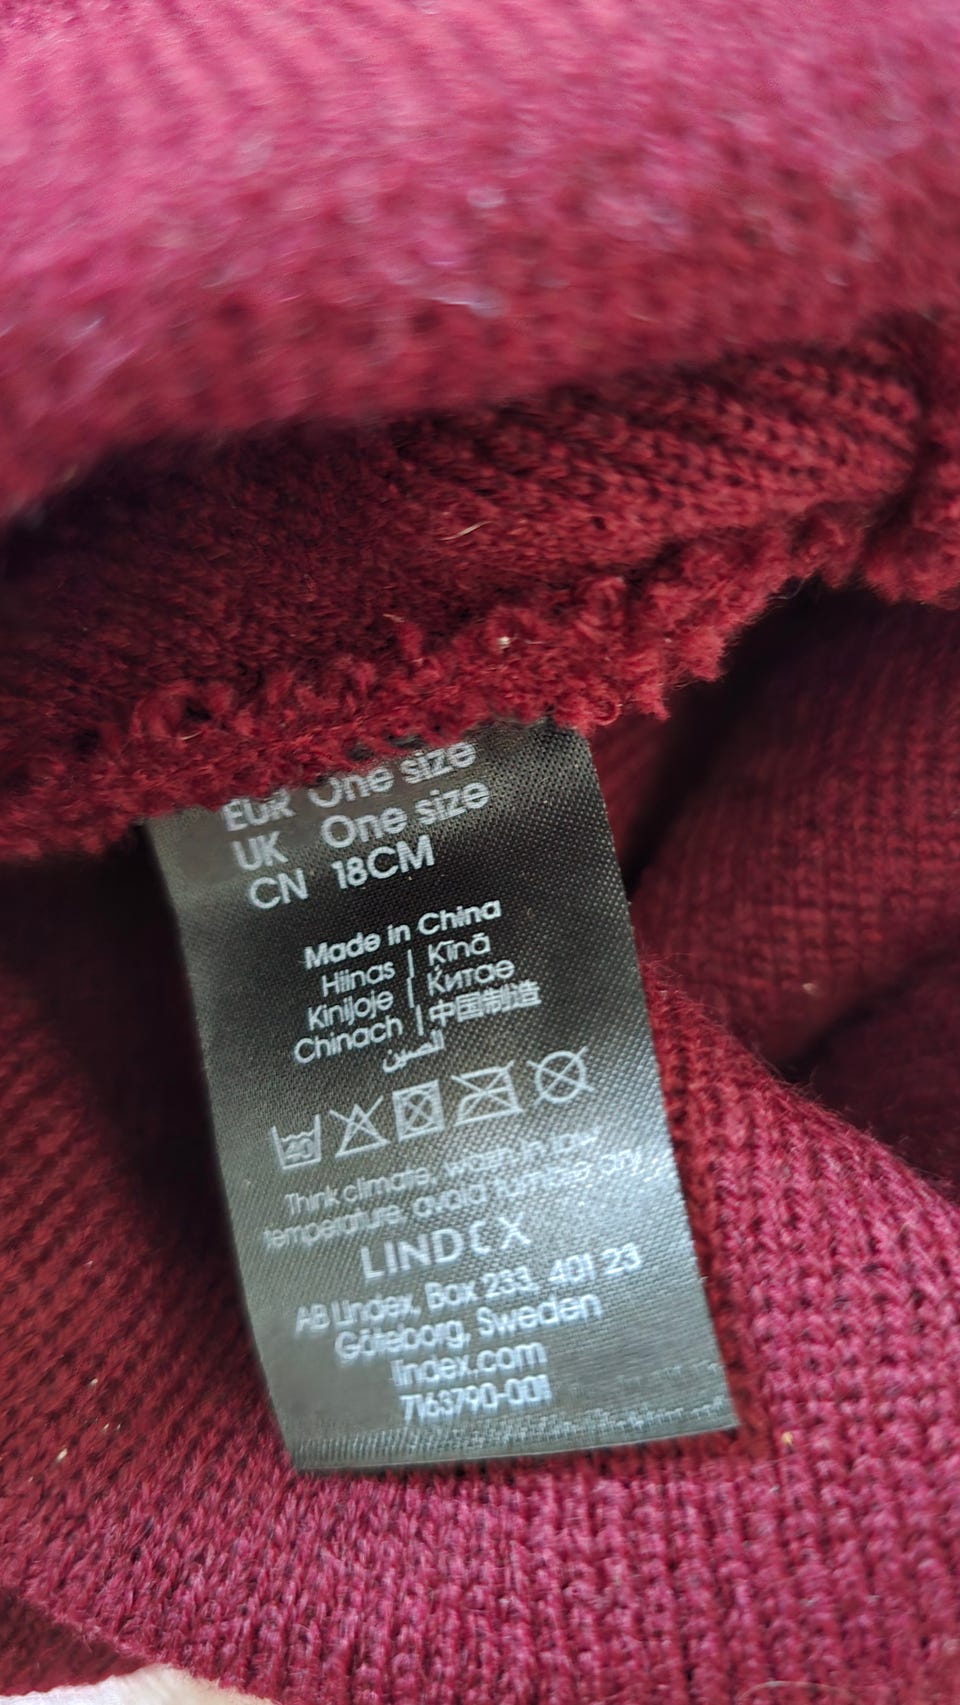 EUR One size
UK One size
CN 18CM
Made in China
Hiinas | Ķīnā
Kinijoje | Китае
Chinach | 中国制造
الصين
40
Think climate, wash in low
temperature, avoid tumble dry
LINDEX
AB Lindex, Box 233, 401 23
Göteborg, Sweden
lindex.com
7163790-001